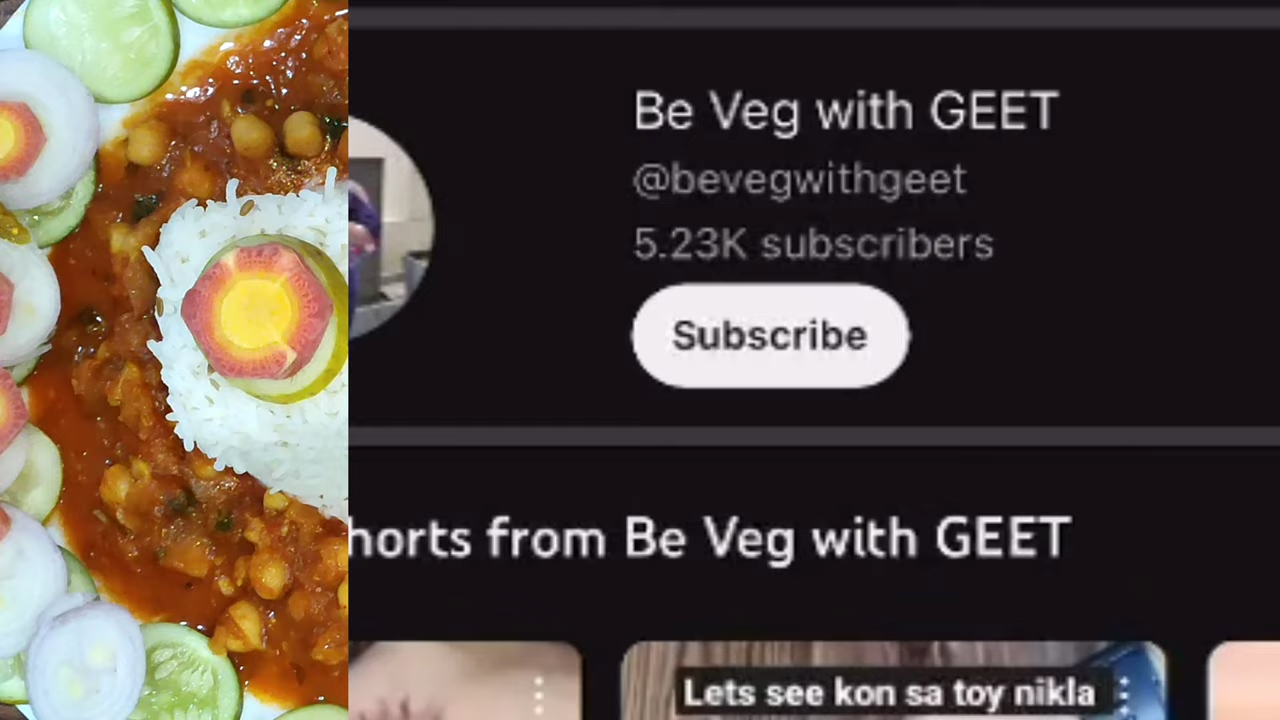 Be Veg with GEET
@bevegwithgeet
5.23K subscribers
Subscribe
horts from Be Veg with GEET
Lets see kon sa toy nikla